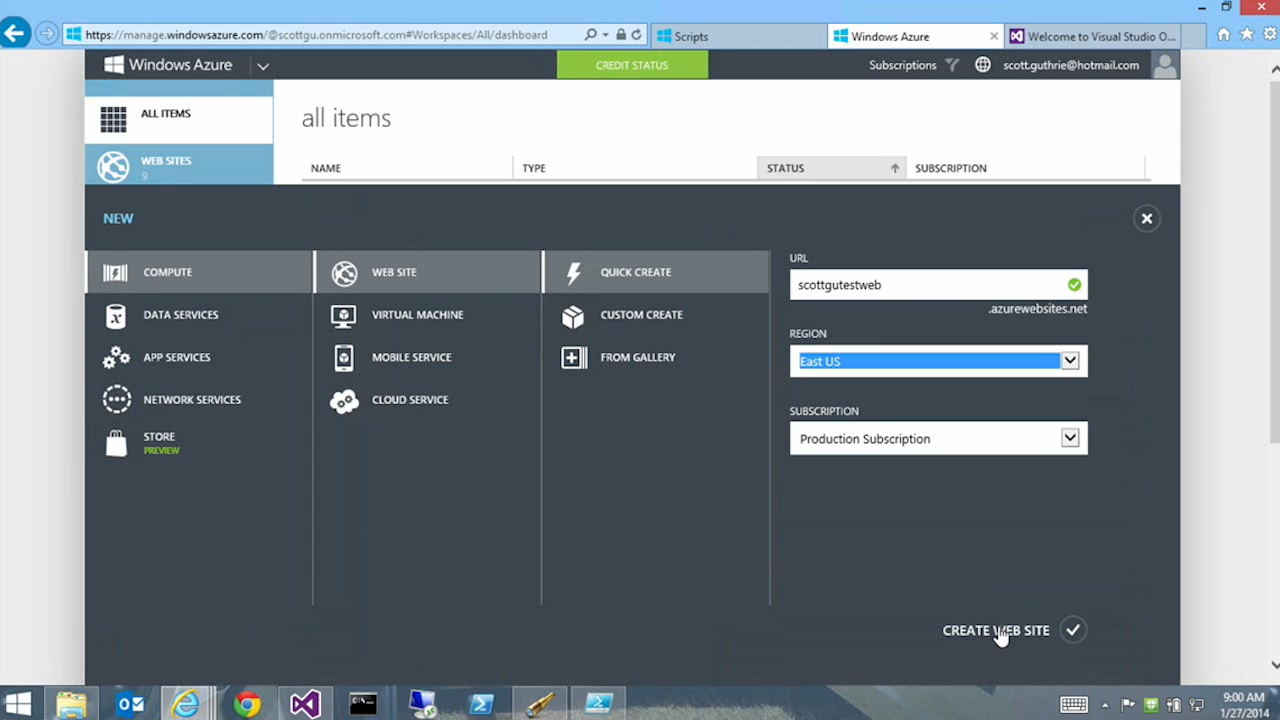 https://manage.windowsazure.com/@scottgu.onmicrosoft.com#Workspaces/All/dashboard
Scripts
Windows Azure
Welcome to Visual Studio O...
Windows Azure
CREDIT STATUS
Subscriptions
scott.guthrie@hotmail.com
ALL ITEMS
WEB SITES
9
all items
NAME
TYPE
STATUS
SUBSCRIPTION
NEW
COMPUTE
DATA SERVICES
APP SERVICES
NETWORK SERVICES
STORE
PREVIEW
WEB SITE
VIRTUAL MACHINE
MOBILE SERVICE
CLOUD SERVICE
QUICK CREATE
CUSTOM CREATE
FROM GALLERY
URL
scottgutestweb
.azurewebsites.net
REGION
East US
SUBSCRIPTION
Production Subscription
CREATE WEB SITE
9:00 AM
1/27/2014